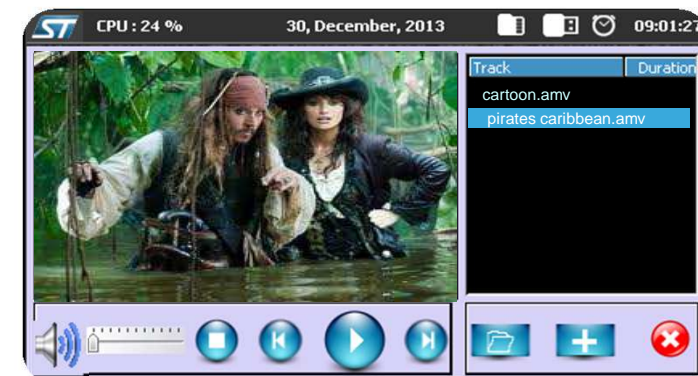 ST CPU : 24 % 30, December, 2013 09:01:27
Track Duration
cartoon.amv
pirates caribbean.amv